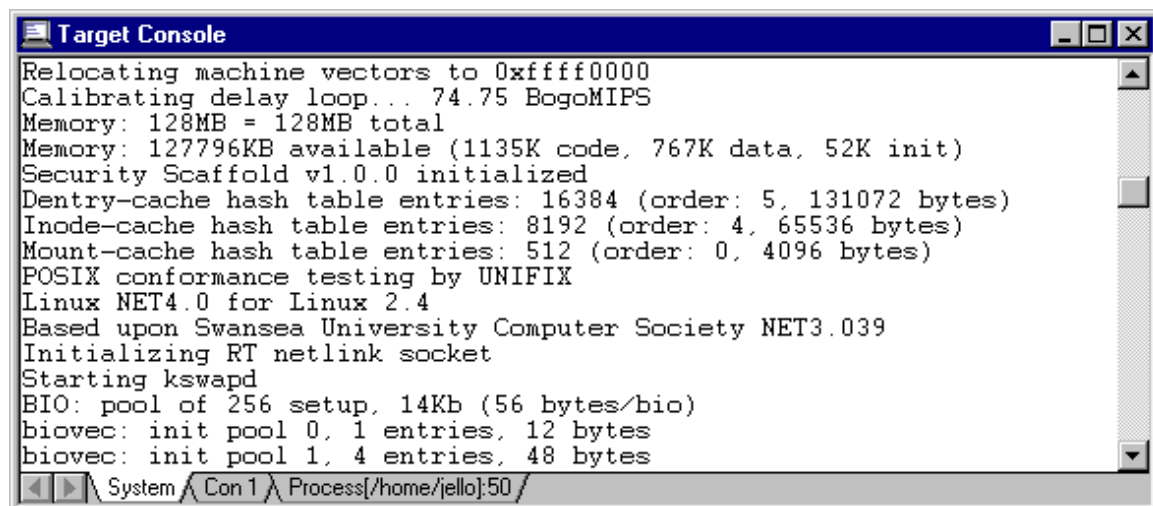 Target Console
Relocating machine vectors to 0xffff0000
Calibrating delay loop... 74.75 BogoMIPS
Memory: 128MB = 128MB total
Memory: 127796KB available (1135K code, 767K data, 52K init)
Security Scaffold v1.0.0 initialized
Dentry-cache hash table entries: 16384 (order: 5, 131072 bytes)
Inode-cache hash table entries: 8192 (order: 4, 65536 bytes)
Mount-cache hash table entries: 512 (order: 0, 4096 bytes)
POSIX conformance testing by UNIFIX
Linux NET4.0 for Linux 2.4
Based upon Swansea University Computer Society NET3.039
Initializing RT netlink socket
Starting kswapd
BIO: pool of 256 setup, 14Kb (56 bytes/bio)
biovec: init pool 0, 1 entries, 12 bytes
biovec: init pool 1, 4 entries, 48 bytes
System Con 1 Process[/home/jello]:50